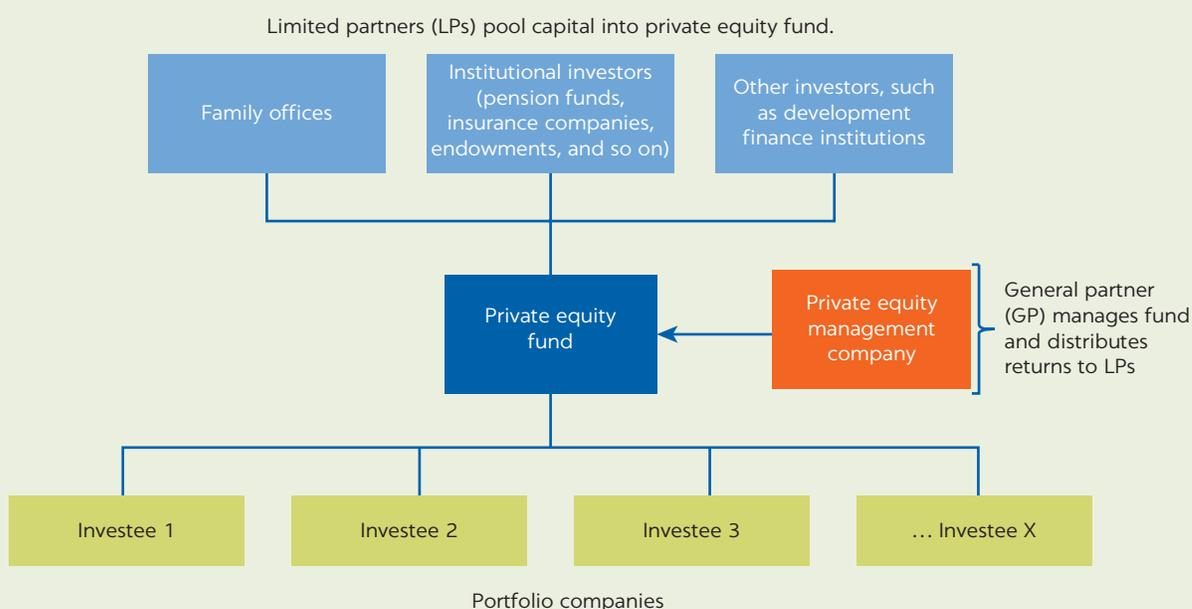 Limited partners (LPs) pool capital into private equity fund.
Family offices
Institutional investors
(pension funds,
insurance companies,
endowments, and so on)
Other investors, such
as development
finance institutions
Private equity
fund
Private equity
management
company
General partner
(GP) manages fund
and distributes
returns to LPs
Investee 1
Investee 2
Investee 3
... Investee X
Portfolio companies